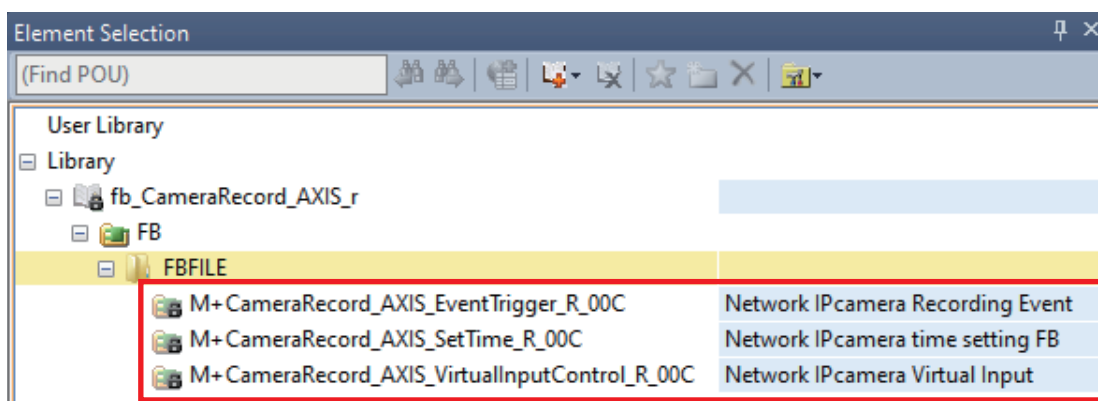 Element Selection
(Find POU)
User Library
Library
fb_CameraRecord_AXIS_r
FB
FBFILE
M+CameraRecord_AXIS_EventTrigger_R_00C Network IPcamera Recording Event
M+CameraRecord_AXIS_SetTime_R_00C Network IPcamera time setting FB
M+CameraRecord_AXIS_VirtualInputControl_R_00C Network IPcamera Virtual Input